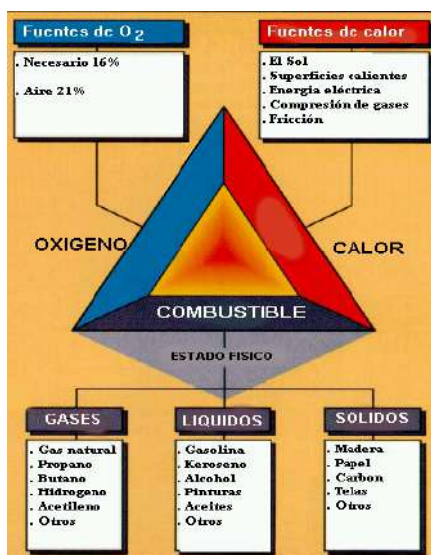 Fuentes de O2
. Necesario 16%
. Aire 21%
Fuentes de calor
. El Sol
. Superficies calientes
. Energia eléctrica
. Compresión de gases
. Fricción
OXIGENO
CALOR
COMBUSTIBLE
ESTADO FISICO
GASES
. Gas natural
. Propano
. Butano
. Hidrogeno
. Acetileno
. Otros
LIQUIDOS
. Gasolina
. Keroseno
. Alcohol
. Pinturas
. Aceites
. Otros
SOLIDOS
. Madera
. Papel
. Carbon
. Telas
. Otros